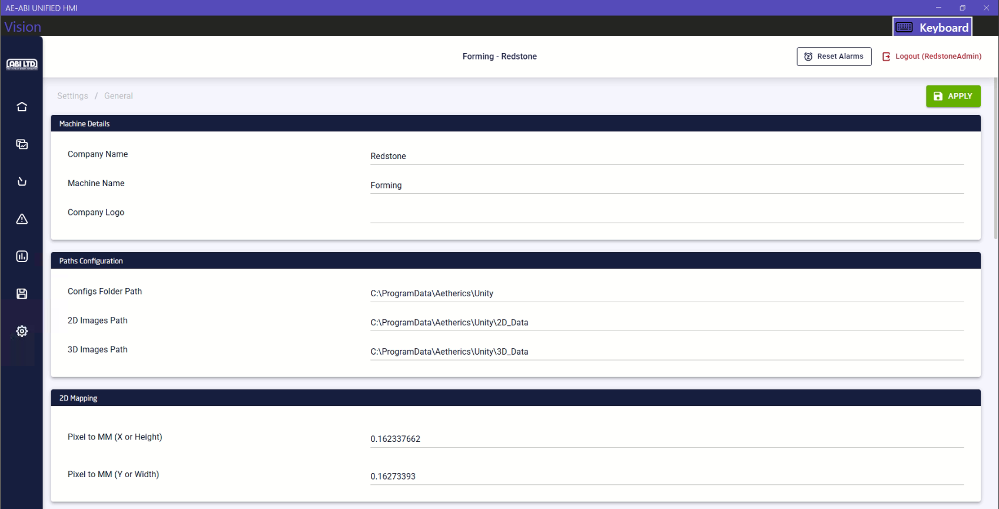 AE-ABI UNIFIED HMI
Vision
Keyboard
ABI LTD
Forming - Redstone
Reset Alarms
Logout (RedstoneAdmin)
Settings / General
APPLY
Machine Details
Company Name
Redstone
Machine Name
Forming
Company Logo
Paths Configuration
Configs Folder Path
C:\ProgramData\Aetherics\Unity
2D Images Path
C:\ProgramData\Aetherics\Unity\2D_Data
3D Images Path
C:\ProgramData\Aetherics\Unity\3D_Data
2D Mapping
Pixel to MM (X or Height)
0.162337662
Pixel to MM (Y or Width)
0.16273393